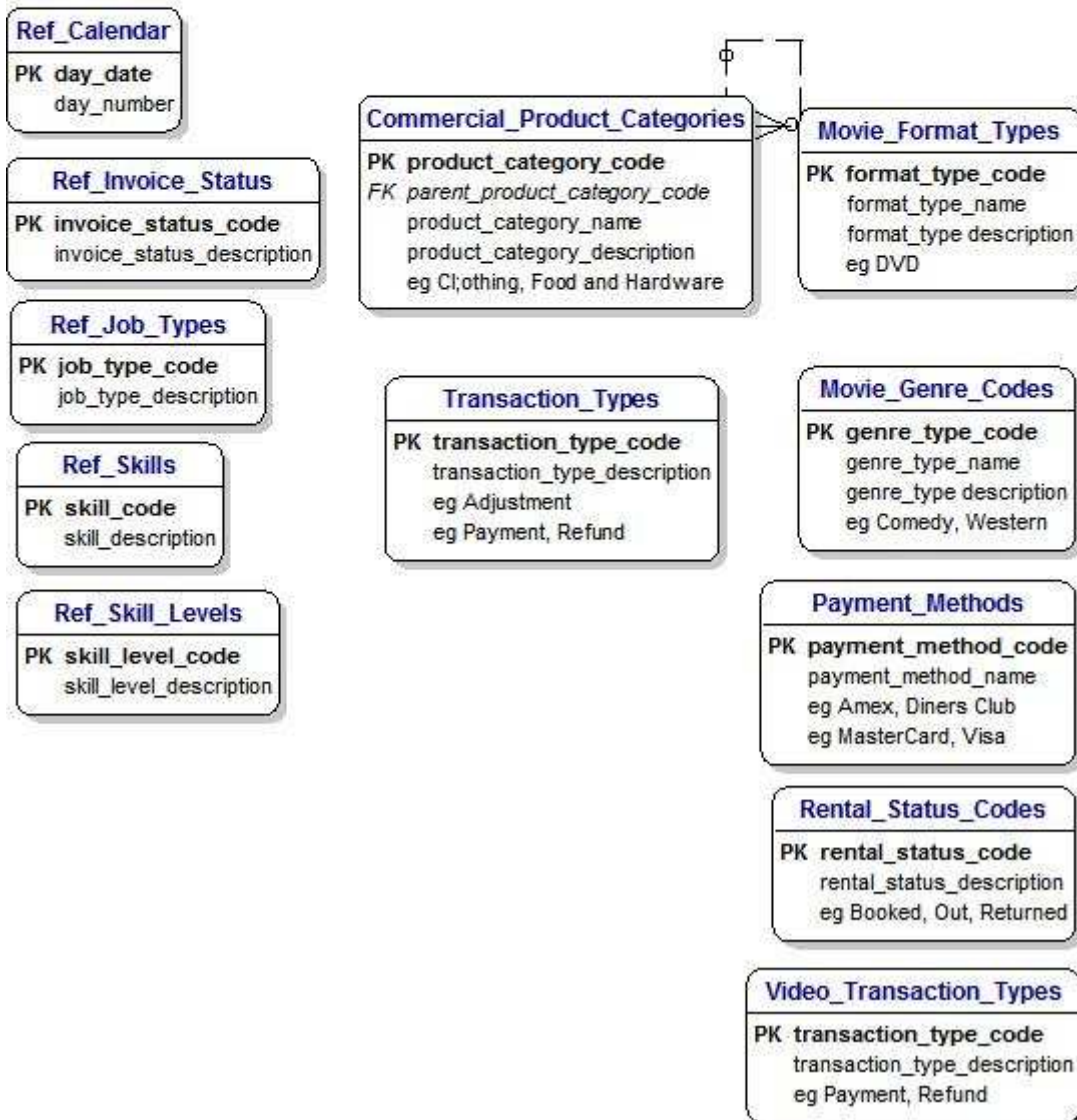 Ref_Calendar
PK day_date
day_number
Ref_Invoice_Status
PK invoice_status_code
invoice_status_description
Ref_Job_Types
PK job_type_code
job_type_description
Ref_Skills
PK skill_code
skill_description
Ref_Skill_Levels
PK skill_level_code
skill_level_description
Commercial_Product_Categories
PK product_category_code
FK parent_product_category_code
product_category_name
product_category_description
eg Cl;othing, Food and Hardware
Transaction_Types
PK transaction_type_code
transaction_type_description
eg Adjustment
eg Payment, Refund
Movie_Format_Types
PK format_type_code
format_type_name
format_type description
eg DVD
Movie_Genre_Codes
PK genre_type_code
genre_type_name
genre_type description
eg Comedy, Western
Payment_Methods
PK payment_method_code
payment_method_name
eg Amex, Diners Club
eg MasterCard, Visa
Rental_Status_Codes
PK rental_status_code
rental_status_description
eg Booked, Out, Returned
Video_Transaction_Types
PK transaction_type_code
transaction_type_description
eg Payment, Refund